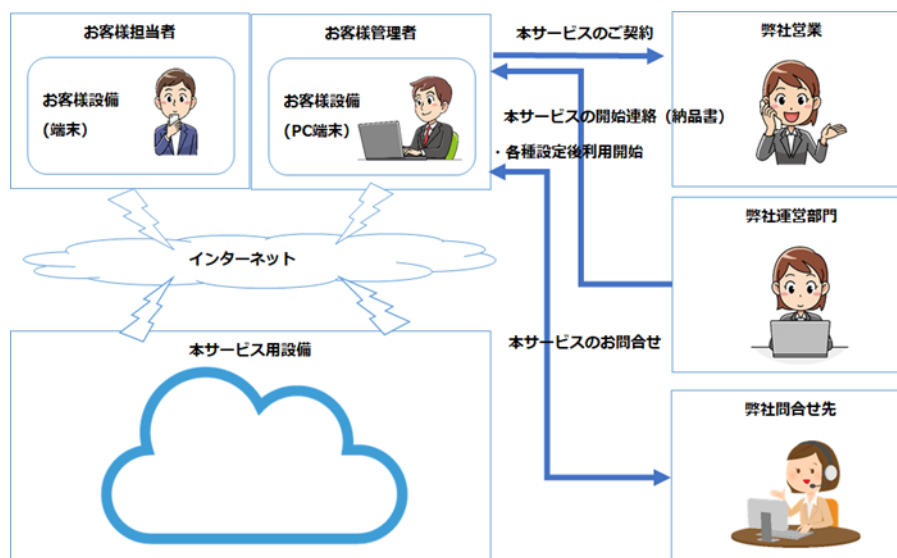 お客様担当者
お客様設備
(端末)
お客様管理者
お客様設備
(PC端末)
本サービスのご契約
弊社営業
本サービスの開始連絡（納品書）
・各種設定後利用開始
弊社運営部門
インターネット
本サービス用設備
本サービスのお問合せ
弊社問合せ先